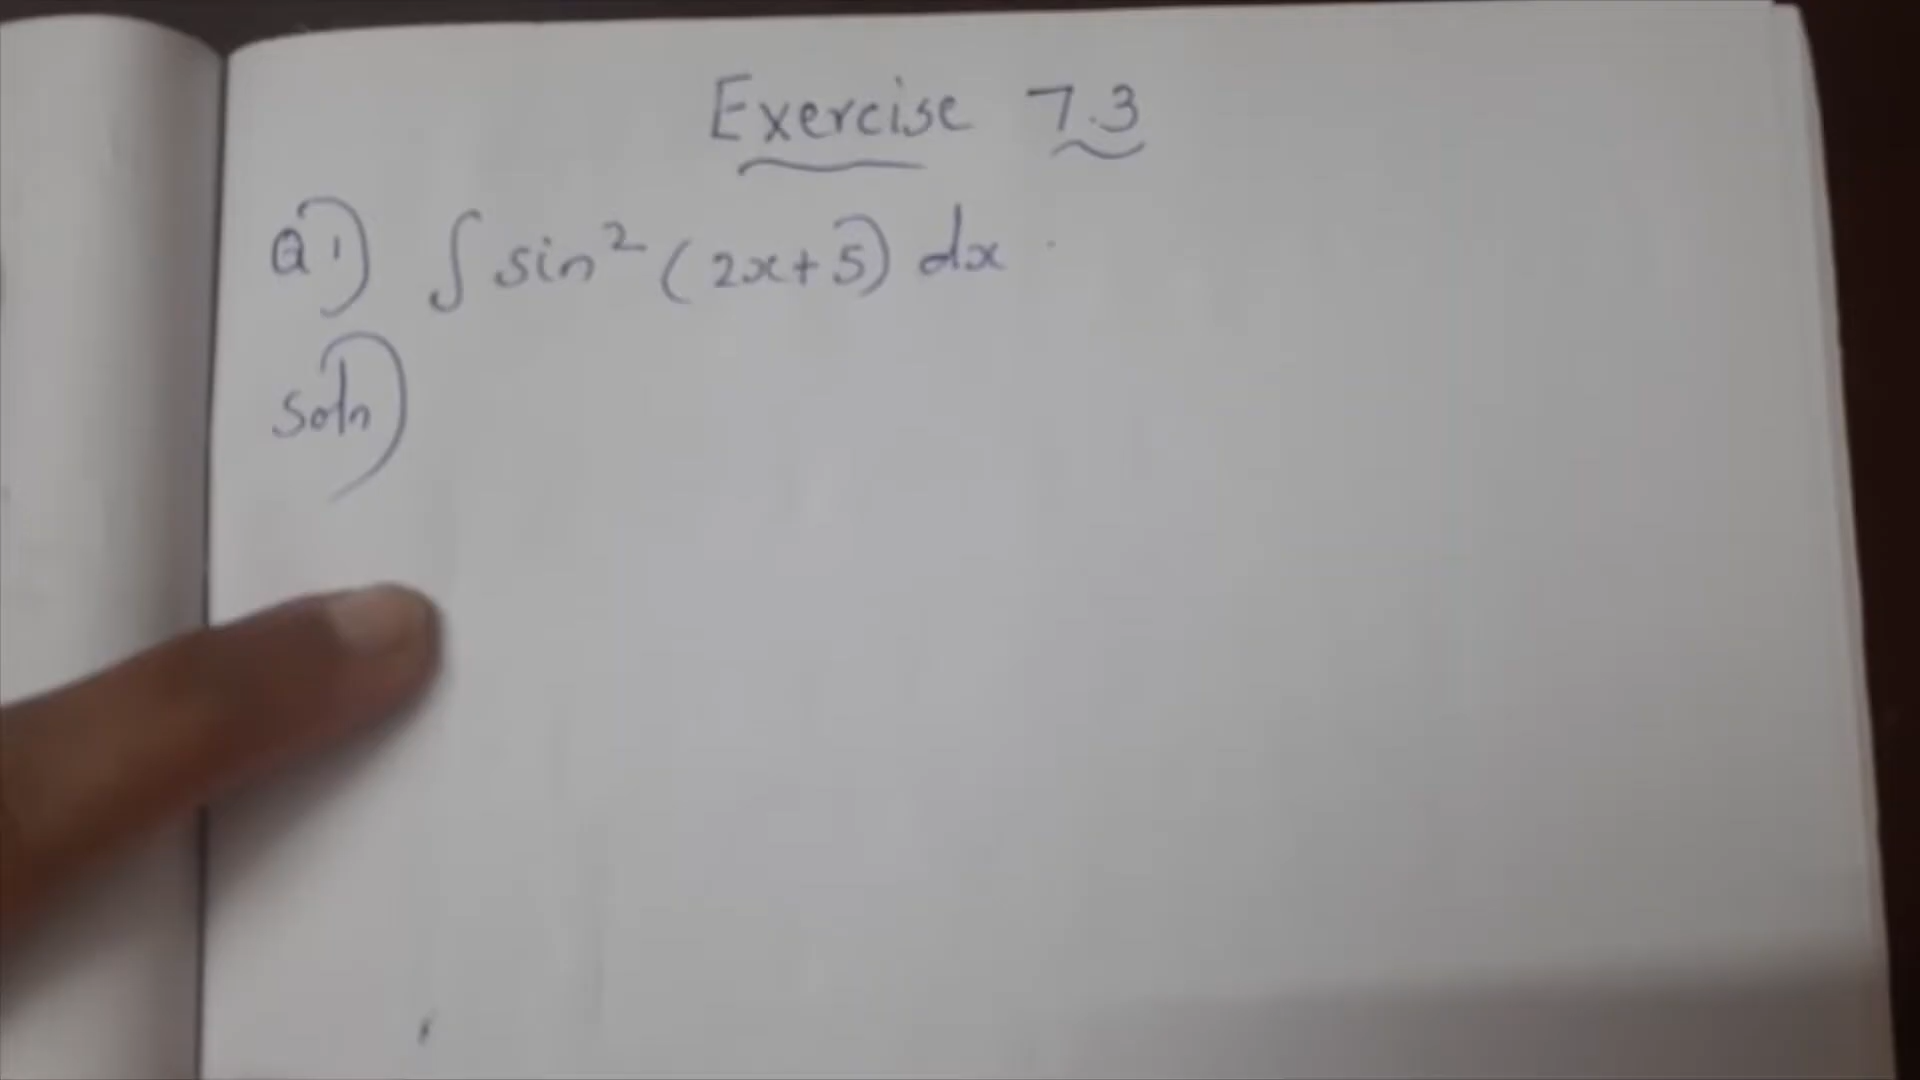 Exercise 7.3
Q1) ∫ sin² (2x+5) dx
Soln)